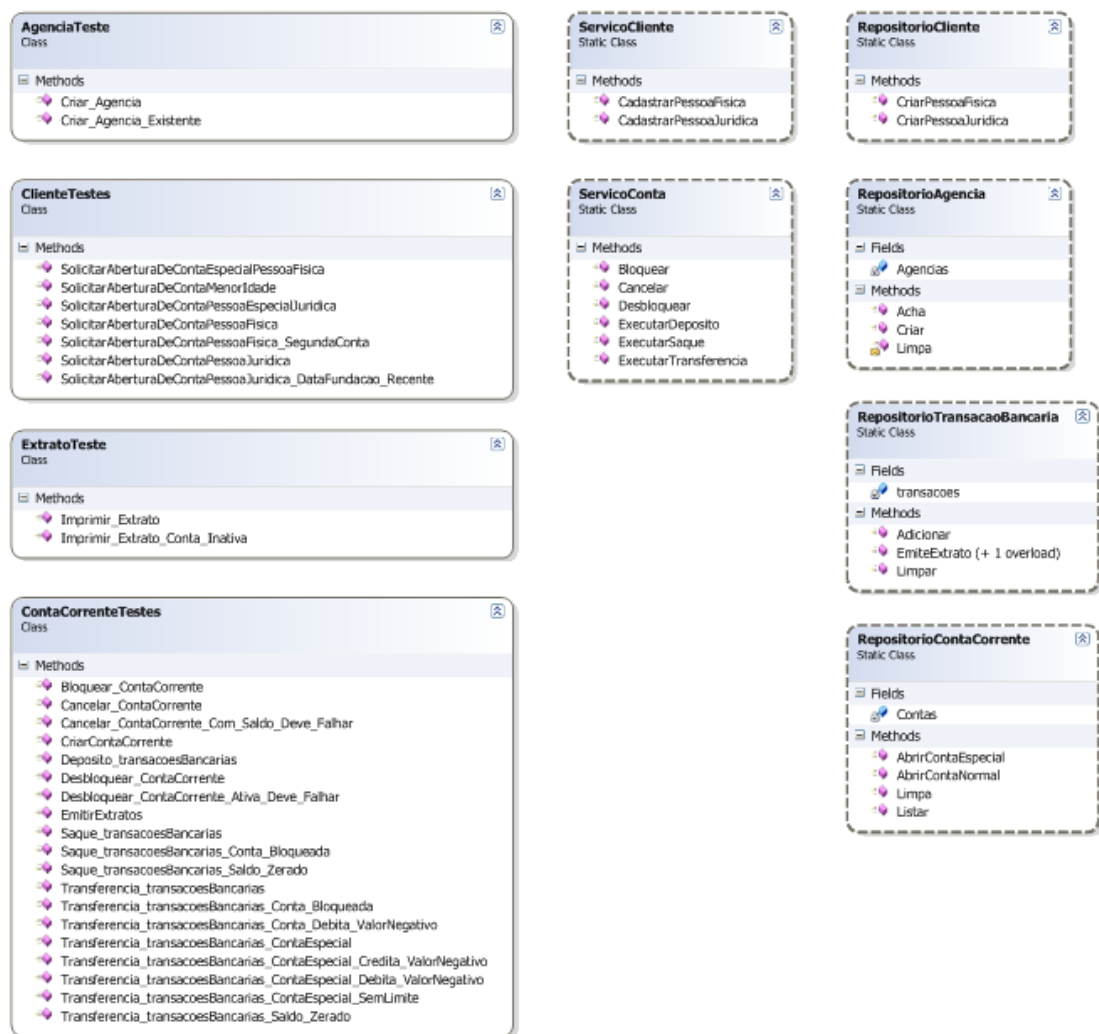 AgenciaTeste
Class
Methods
Criar_Agencia
Criar_Agencia_Existente
ClienteTestes
Class
Methods
SolicitarAberturaDeContaEspecialPessoaFisica
SolicitarAberturaDeContaMenorIdade
SolicitarAberturaDeContaPessoaEspecialJuridica
SolicitarAberturaDeContaPessoaFisica
SolicitarAberturaDeContaPessoaFisica_SegundaConta
SolicitarAberturaDeContaPessoaJuridica
SolicitarAberturaDeContaPessoaJuridica_DataFundacao_Recente
ExtratoTeste
Class
Methods
Imprimir_Extrato
Imprimir_Extrato_Conta_Inativa
ContaCorrenteTestes
Class
Methods
Bloquear_ContaCorrente
Cancelar_ContaCorrente
Cancelar_ContaCorrente_Com_Saldo_Deve_Falhar
CriarContaCorrente
Deposito_transacoesBancarias
Desbloquear_ContaCorrente
Desbloquear_ContaCorrente_Ativa_Deve_Falhar
EmitirExtratos
Saque_transacoesBancarias
Saque_transacoesBancarias_Conta_Bloqueada
Saque_transacoesBancarias_Saldo_Zerado
Transferencia_transacoesBancarias
Transferencia_transacoesBancarias_Conta_Bloqueada
Transferencia_transacoesBancarias_Conta_Debita_ValorNegativo
Transferencia_transacoesBancarias_ContaEspecial
Transferencia_transacoesBancarias_ContaEspecial_Credita_ValorNegativo
Transferencia_transacoesBancarias_ContaEspecial_Debita_ValorNegativo
Transferencia_transacoesBancarias_ContaEspecial_SemLimite
Transferencia_transacoesBancarias_Saldo_Zerado
ServicoCliente
Static Class
Methods
CadastrarPessoaFisica
CadastrarPessoaJuridica
ServicoConta
Static Class
Methods
Bloquear
Cancelar
Desbloquear
ExecutarDeposito
ExecutarSaque
ExecutarTransferencia
RepositorioCliente
Static Class
Methods
CriarPessoaFisica
CriarPessoaJuridica
RepositorioAgencia
Static Class
Fields
Agencias
Methods
Acha
Criar
Limpa
RepositorioTransacaoBancaria
Static Class
Fields
transacoes
Methods
Adicionar
EmiteExtrato (+ 1 overload)
Limpar
RepositorioContaCorrente
Static Class
Fields
Contas
Methods
AbrirContaEspecial
AbrirContaNormal
Limpa
Listar